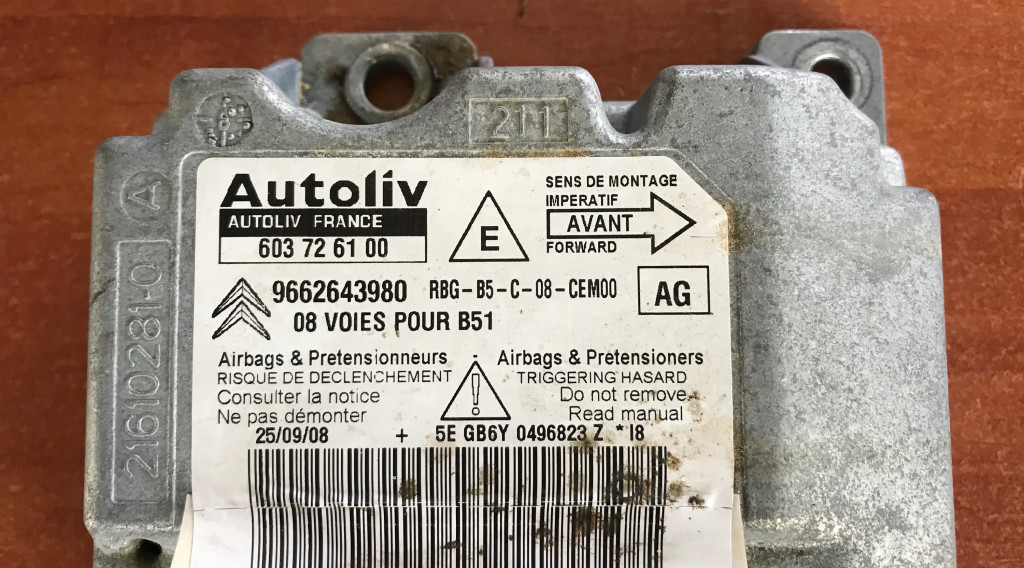 211
A
21610281-0
Autoliv
AUTOLIV FRANCE
603 72 61 00
E
SENS DE MONTAGE
IMPERATIF
AVANT
FORWARD
9662643980 RBG-B5-C-08-CEM00
AG
08 VOIES POUR B51
Airbags & Pretensionneurs
RISQUE DE DECLENCHEMENT
Consulter la notice
Ne pas démonter
!
Airbags & Pretensioners
TRIGGERING HASARD
Do not remove
Read manual
25/09/08 + 5E GB6Y 0496823 Z * I8